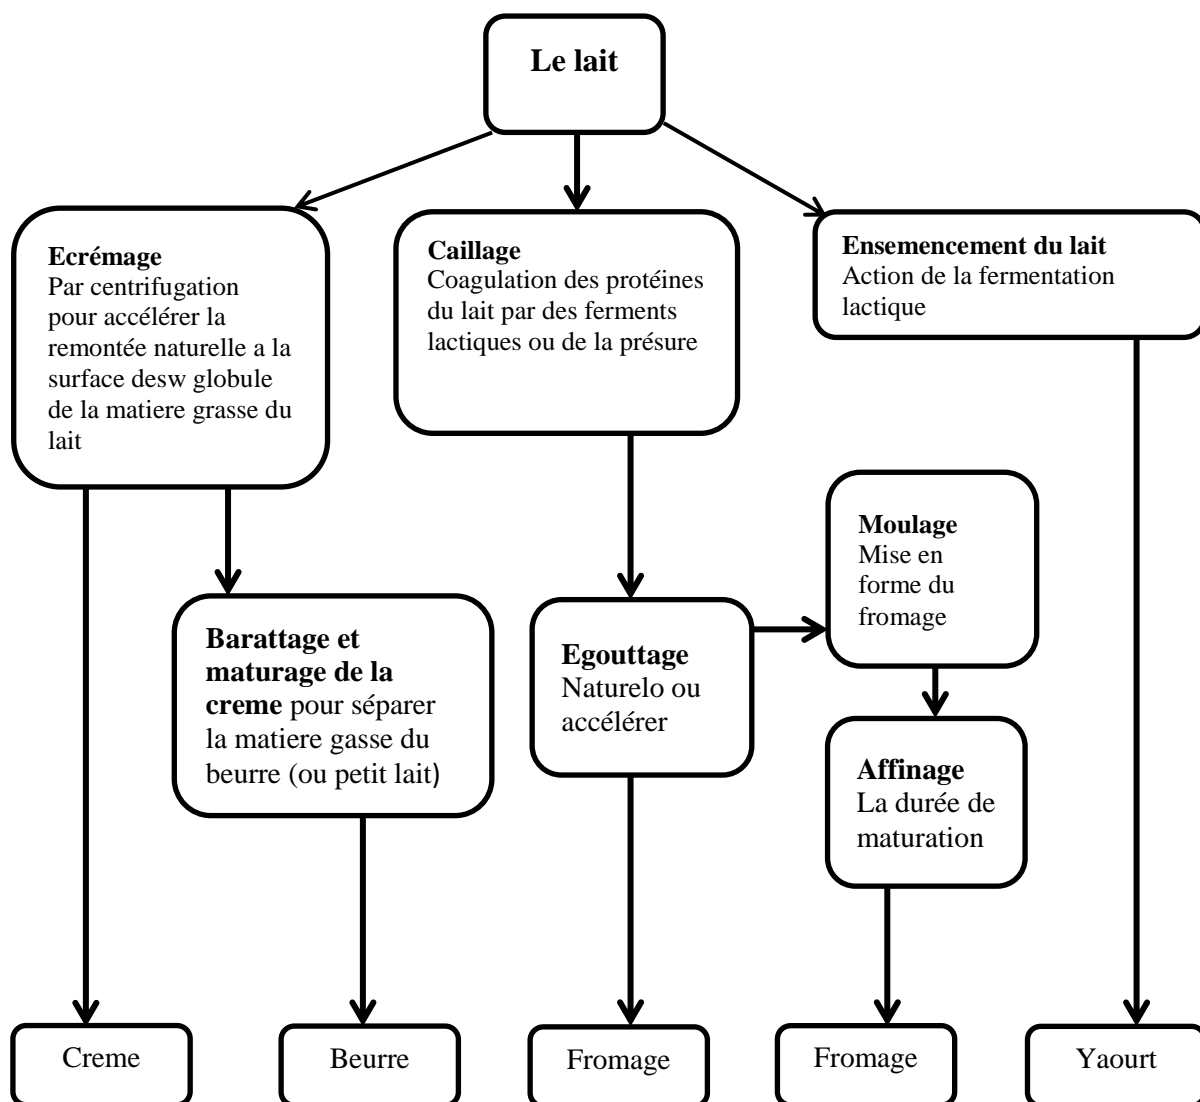 Le lait
Ecrémage
Par centrifugation
pour accélérer la
remontée naturelle a la
surface desw globule
de la matiere grasse du
lait
Caillage
Coagulation des protéines
du lait par des ferments
lactiques ou de la présure
Ensemencement du lait
Action de la fermentation
lactique
Moulage
Mise en
forme du
fromage
Barattage et
maturage de la
creme pour séparer
la matiere gasse du
beurre (ou petit lait)
Egouttage
Naturelo ou
accélérer
Affinage
La durée de
maturation
Creme
Beurre
Fromage
Fromage
Yaourt